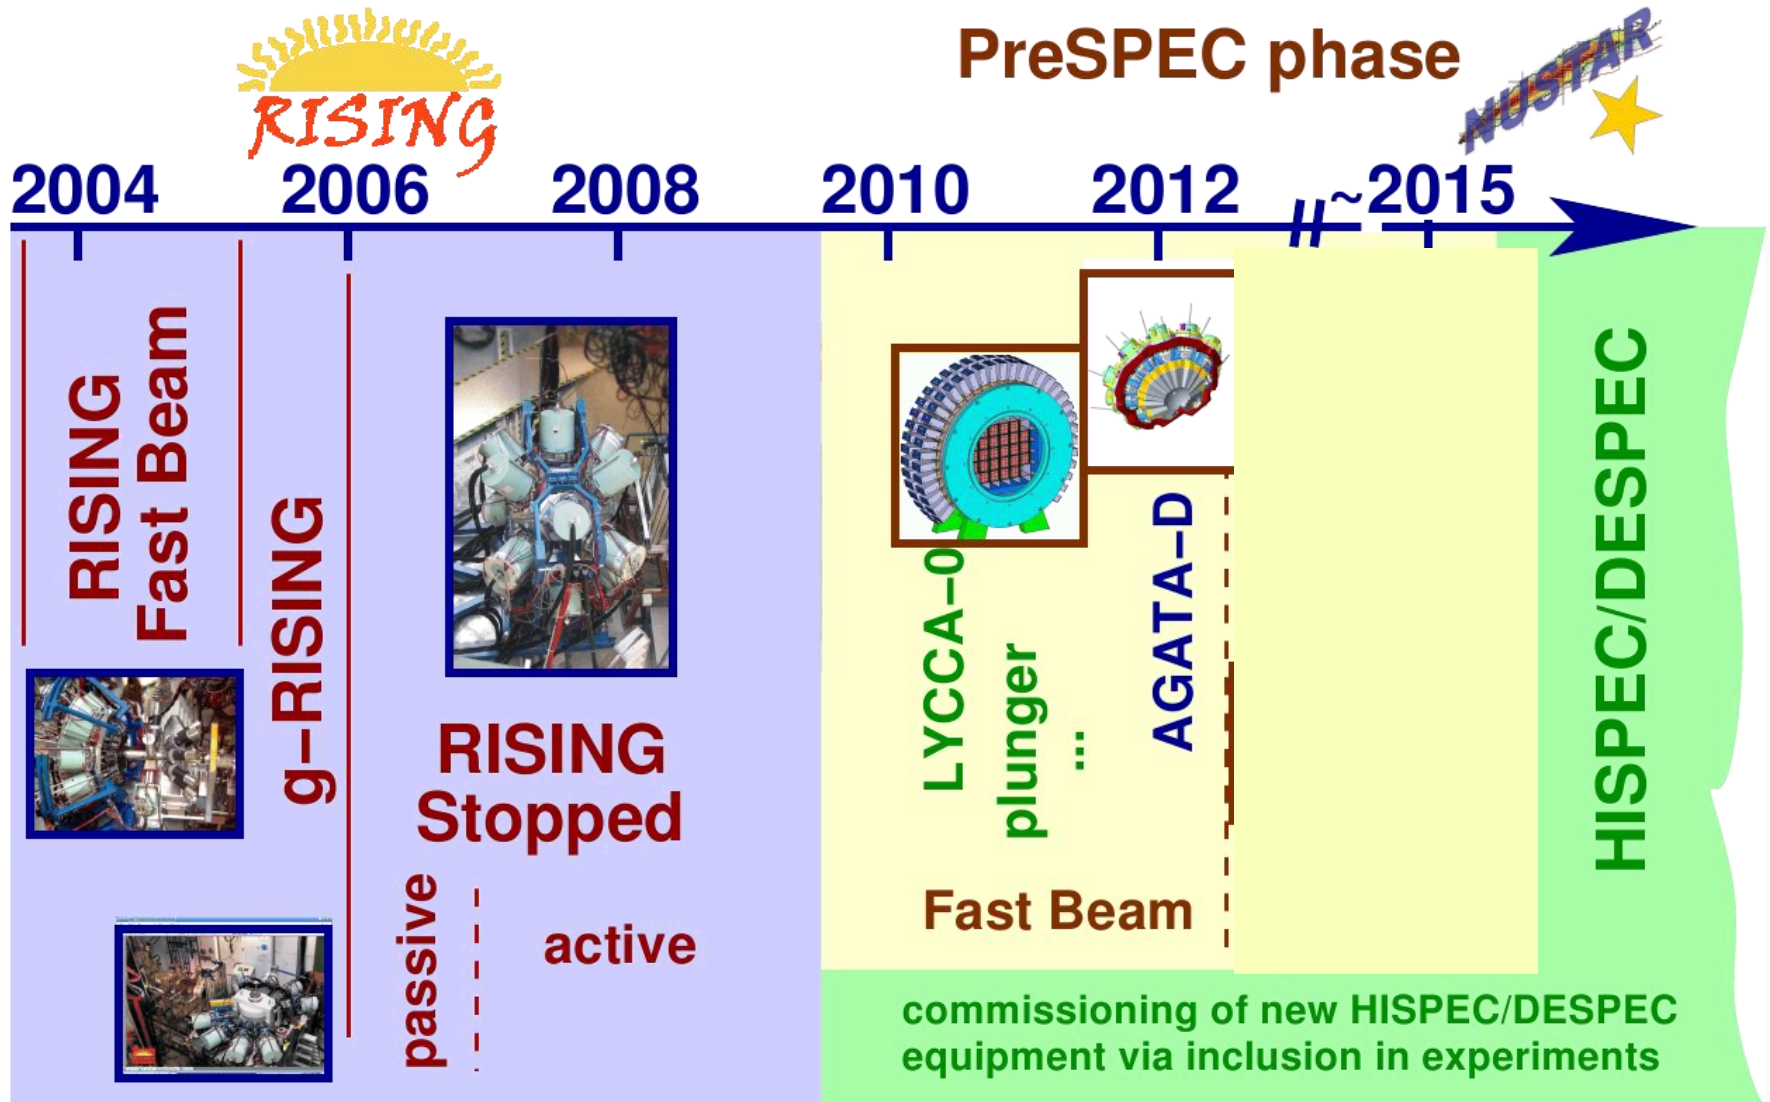 RISING
PreSPEC phase
NUSTAR
2004
2006
2008
2010
2012
~2015
RISING
Fast Beam
g–RISING
RISING
Stopped
passive
active
LYCCA–0
plunger
...
AGATA–D
Fast Beam
HISPEC/DESPEC
commissioning of new HISPEC/DESPEC
equipment via inclusion in experiments